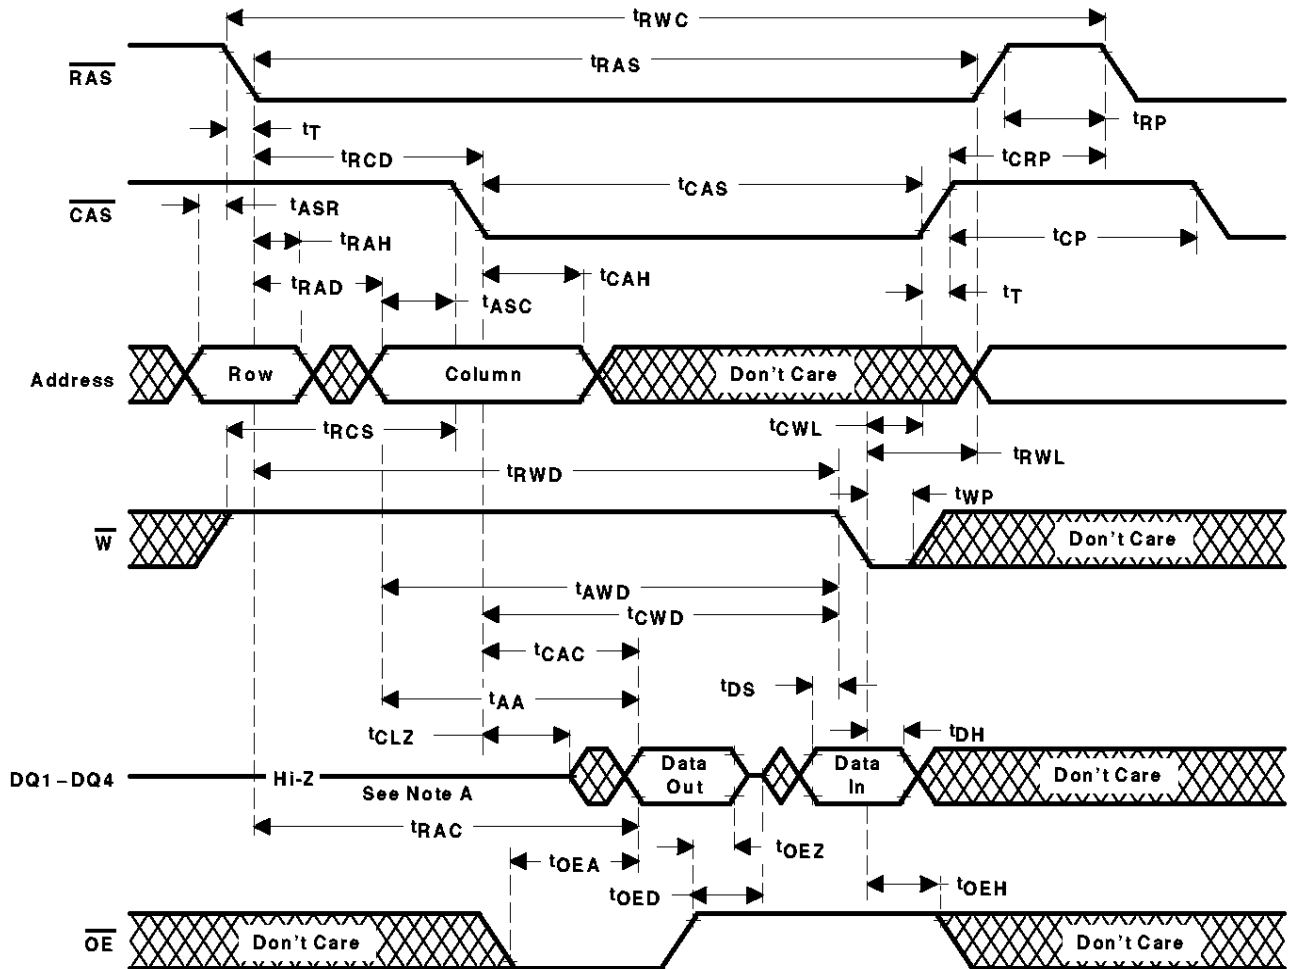 tRWC
RAS
tRAS
tT
tRP
tRCD
tCRP
CAS
tCAS
tASR
tRAH
tCP
tRAD
tCAH
tASC
tT
Address
Row
Column
Don't Care
tRCS
tCWL
tRWL
tRWD
tWP
W
Don't Care
tAWD
tCWD
tCAC
tDS
tAA
tCLZ
tDH
DQ1–DQ4
Hi-Z
See Note A
Data
Out
Data
In
Don't Care
tRAC
tOEA
tOEZ
tOED
tOEH
OE
Don't Care
Don't Care